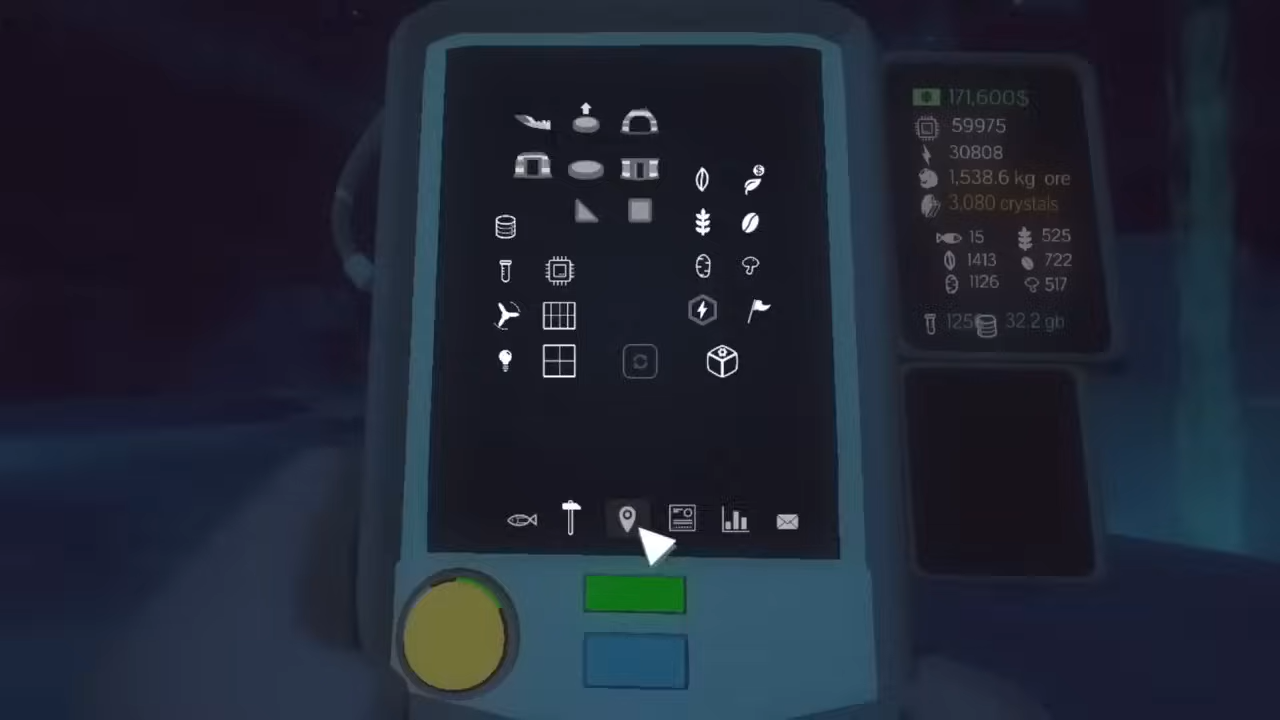 171,600$
59975
30808
1,538.6 kg ore
3,080 crystals
15 525
1413 722
1126 517
125 32.2 gb